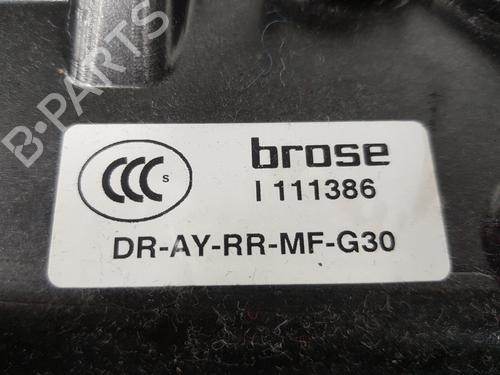 B-PARTS
CCC S
brose
I 111386
DR-AY-RR-MF-G30